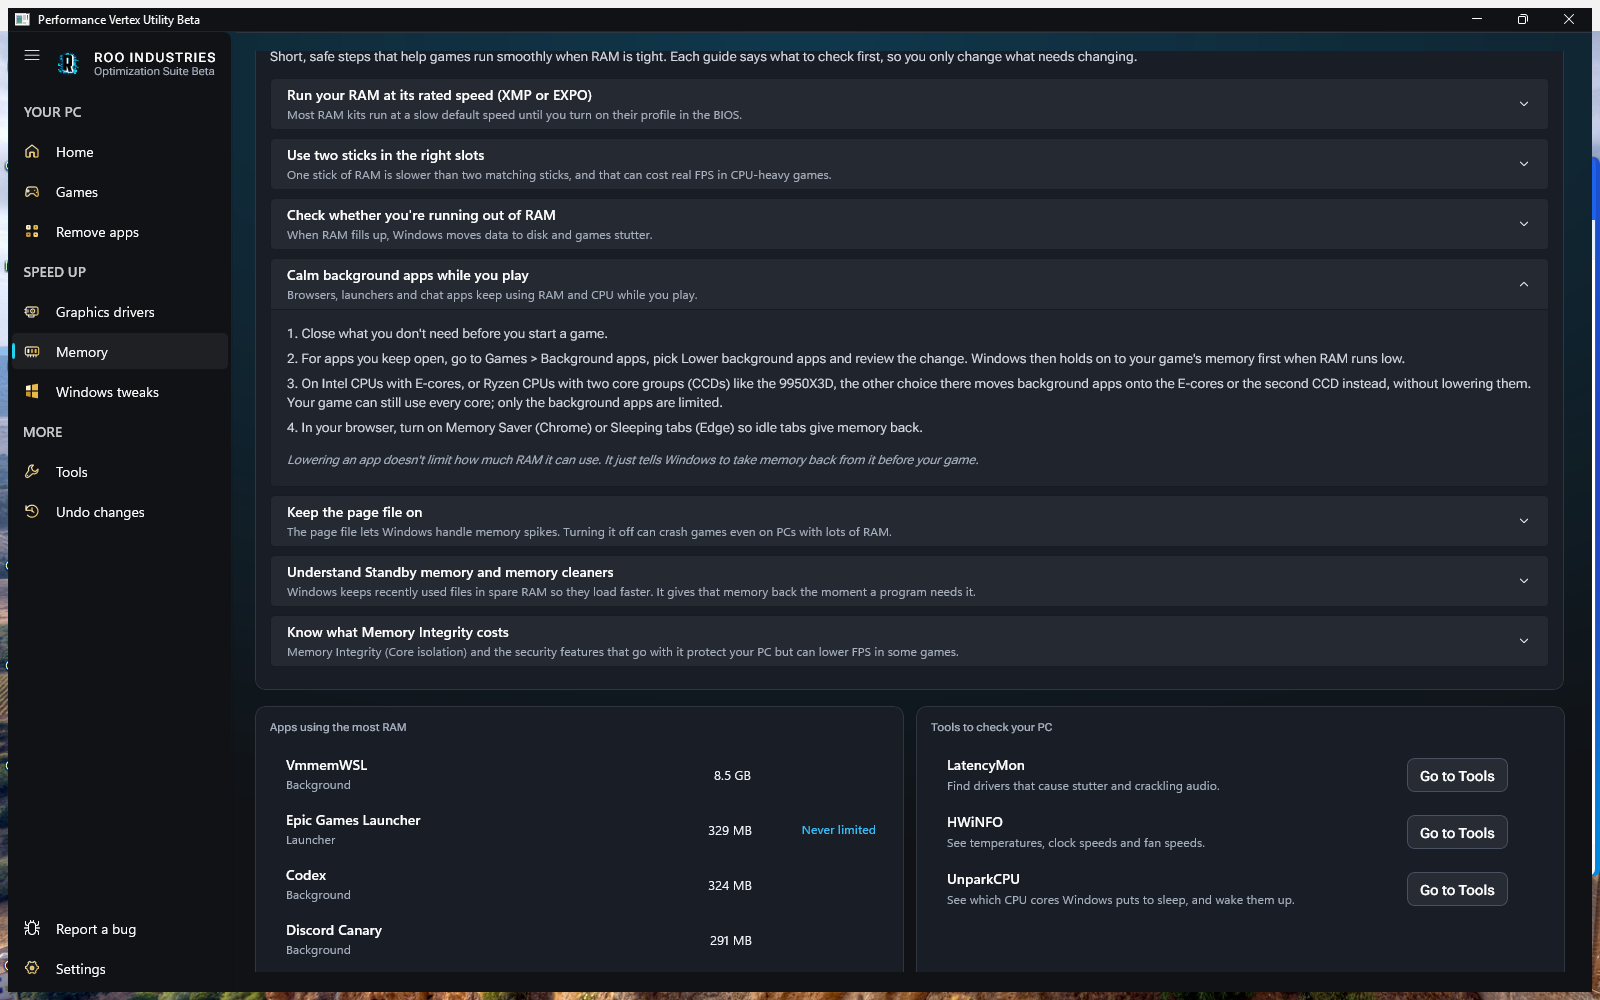 Performance Vertex Utility Beta
ROO INDUSTRIES
Optimization Suite Beta
YOUR PC
Home
Games
Remove apps
SPEED UP
Graphics drivers
Memory
Windows tweaks
MORE
Tools
Undo changes
Report a bug
Settings
Short, safe steps that help games run smoothly when RAM is tight. Each guide says what to check first, so you only change what needs changing.
Run your RAM at its rated speed (XMP or EXPO)
Most RAM kits run at a slow default speed until you turn on their profile in the BIOS.
Use two sticks in the right slots
One stick of RAM is slower than two matching sticks, and that can cost real FPS in CPU-heavy games.
Check whether you're running out of RAM
When RAM fills up, Windows moves data to disk and games stutter.
Calm background apps while you play
Browsers, launchers and chat apps keep using RAM and CPU while you play.
1. Close what you don't need before you start a game.
2. For apps you keep open, go to Games > Background apps, pick Lower background apps and review the change. Windows then holds on to your game's memory first when RAM runs low.
3. On Intel CPUs with E-cores, or Ryzen CPUs with two core groups (CCDs) like the 9950X3D, the other choice there moves background apps onto the E-cores or the second CCD instead, without lowering them.
Your game can still use every core; only the background apps are limited.
4. In your browser, turn on Memory Saver (Chrome) or Sleeping tabs (Edge) so idle tabs give memory back.
Lowering an app doesn't limit how much RAM it can use. It just tells Windows to take memory back from it before your game.
Keep the page file on
The page file lets Windows handle memory spikes. Turning it off can crash games even on PCs with lots of RAM.
Understand Standby memory and memory cleaners
Windows keeps recently used files in spare RAM so they load faster. It gives that memory back the moment a program needs it.
Know what Memory Integrity costs
Memory Integrity (Core isolation) and the security features that go with it protect your PC but can lower FPS in some games.
Apps using the most RAM
VmmemWSL
Background
8.5 GB
Epic Games Launcher
Launcher
329 MB
Never limited
Codex
Background
324 MB
Discord Canary
Background
291 MB
Tools to check your PC
LatencyMon
Find drivers that cause stutter and crackling audio.
Go to Tools
HWiNFO
See temperatures, clock speeds and fan speeds.
Go to Tools
UnparkCPU
See which CPU cores Windows puts to sleep, and wake them up.
Go to Tools